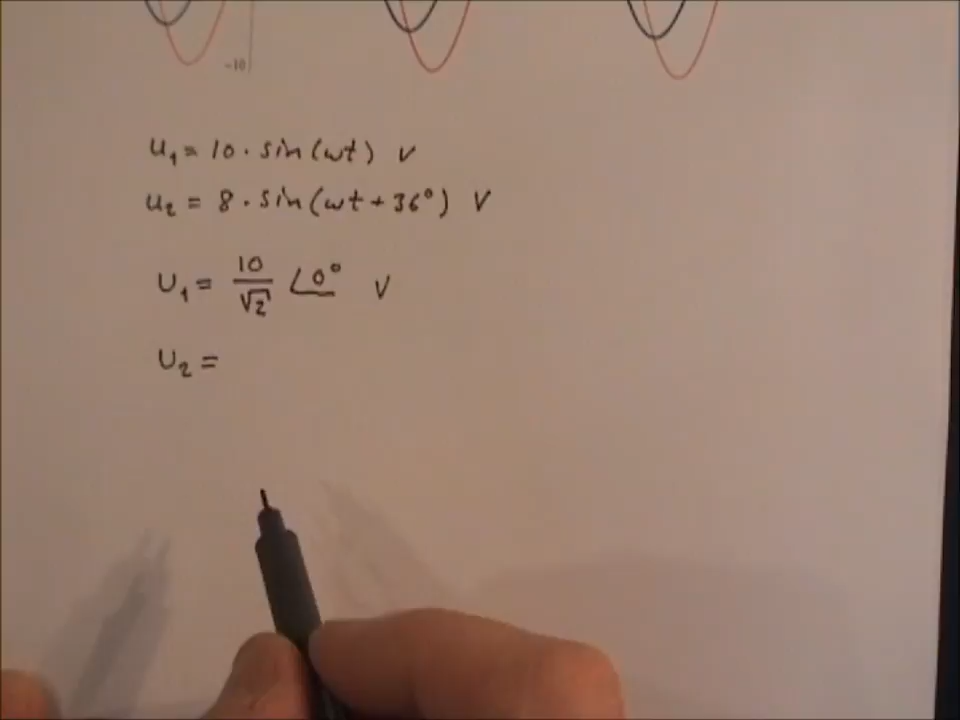 -10
u₁ = 10 · sin(ωt) V
u₂ = 8 · sin(ωt + 36°) V
U₁ = 10/√2 ∠0° V
U₂ =